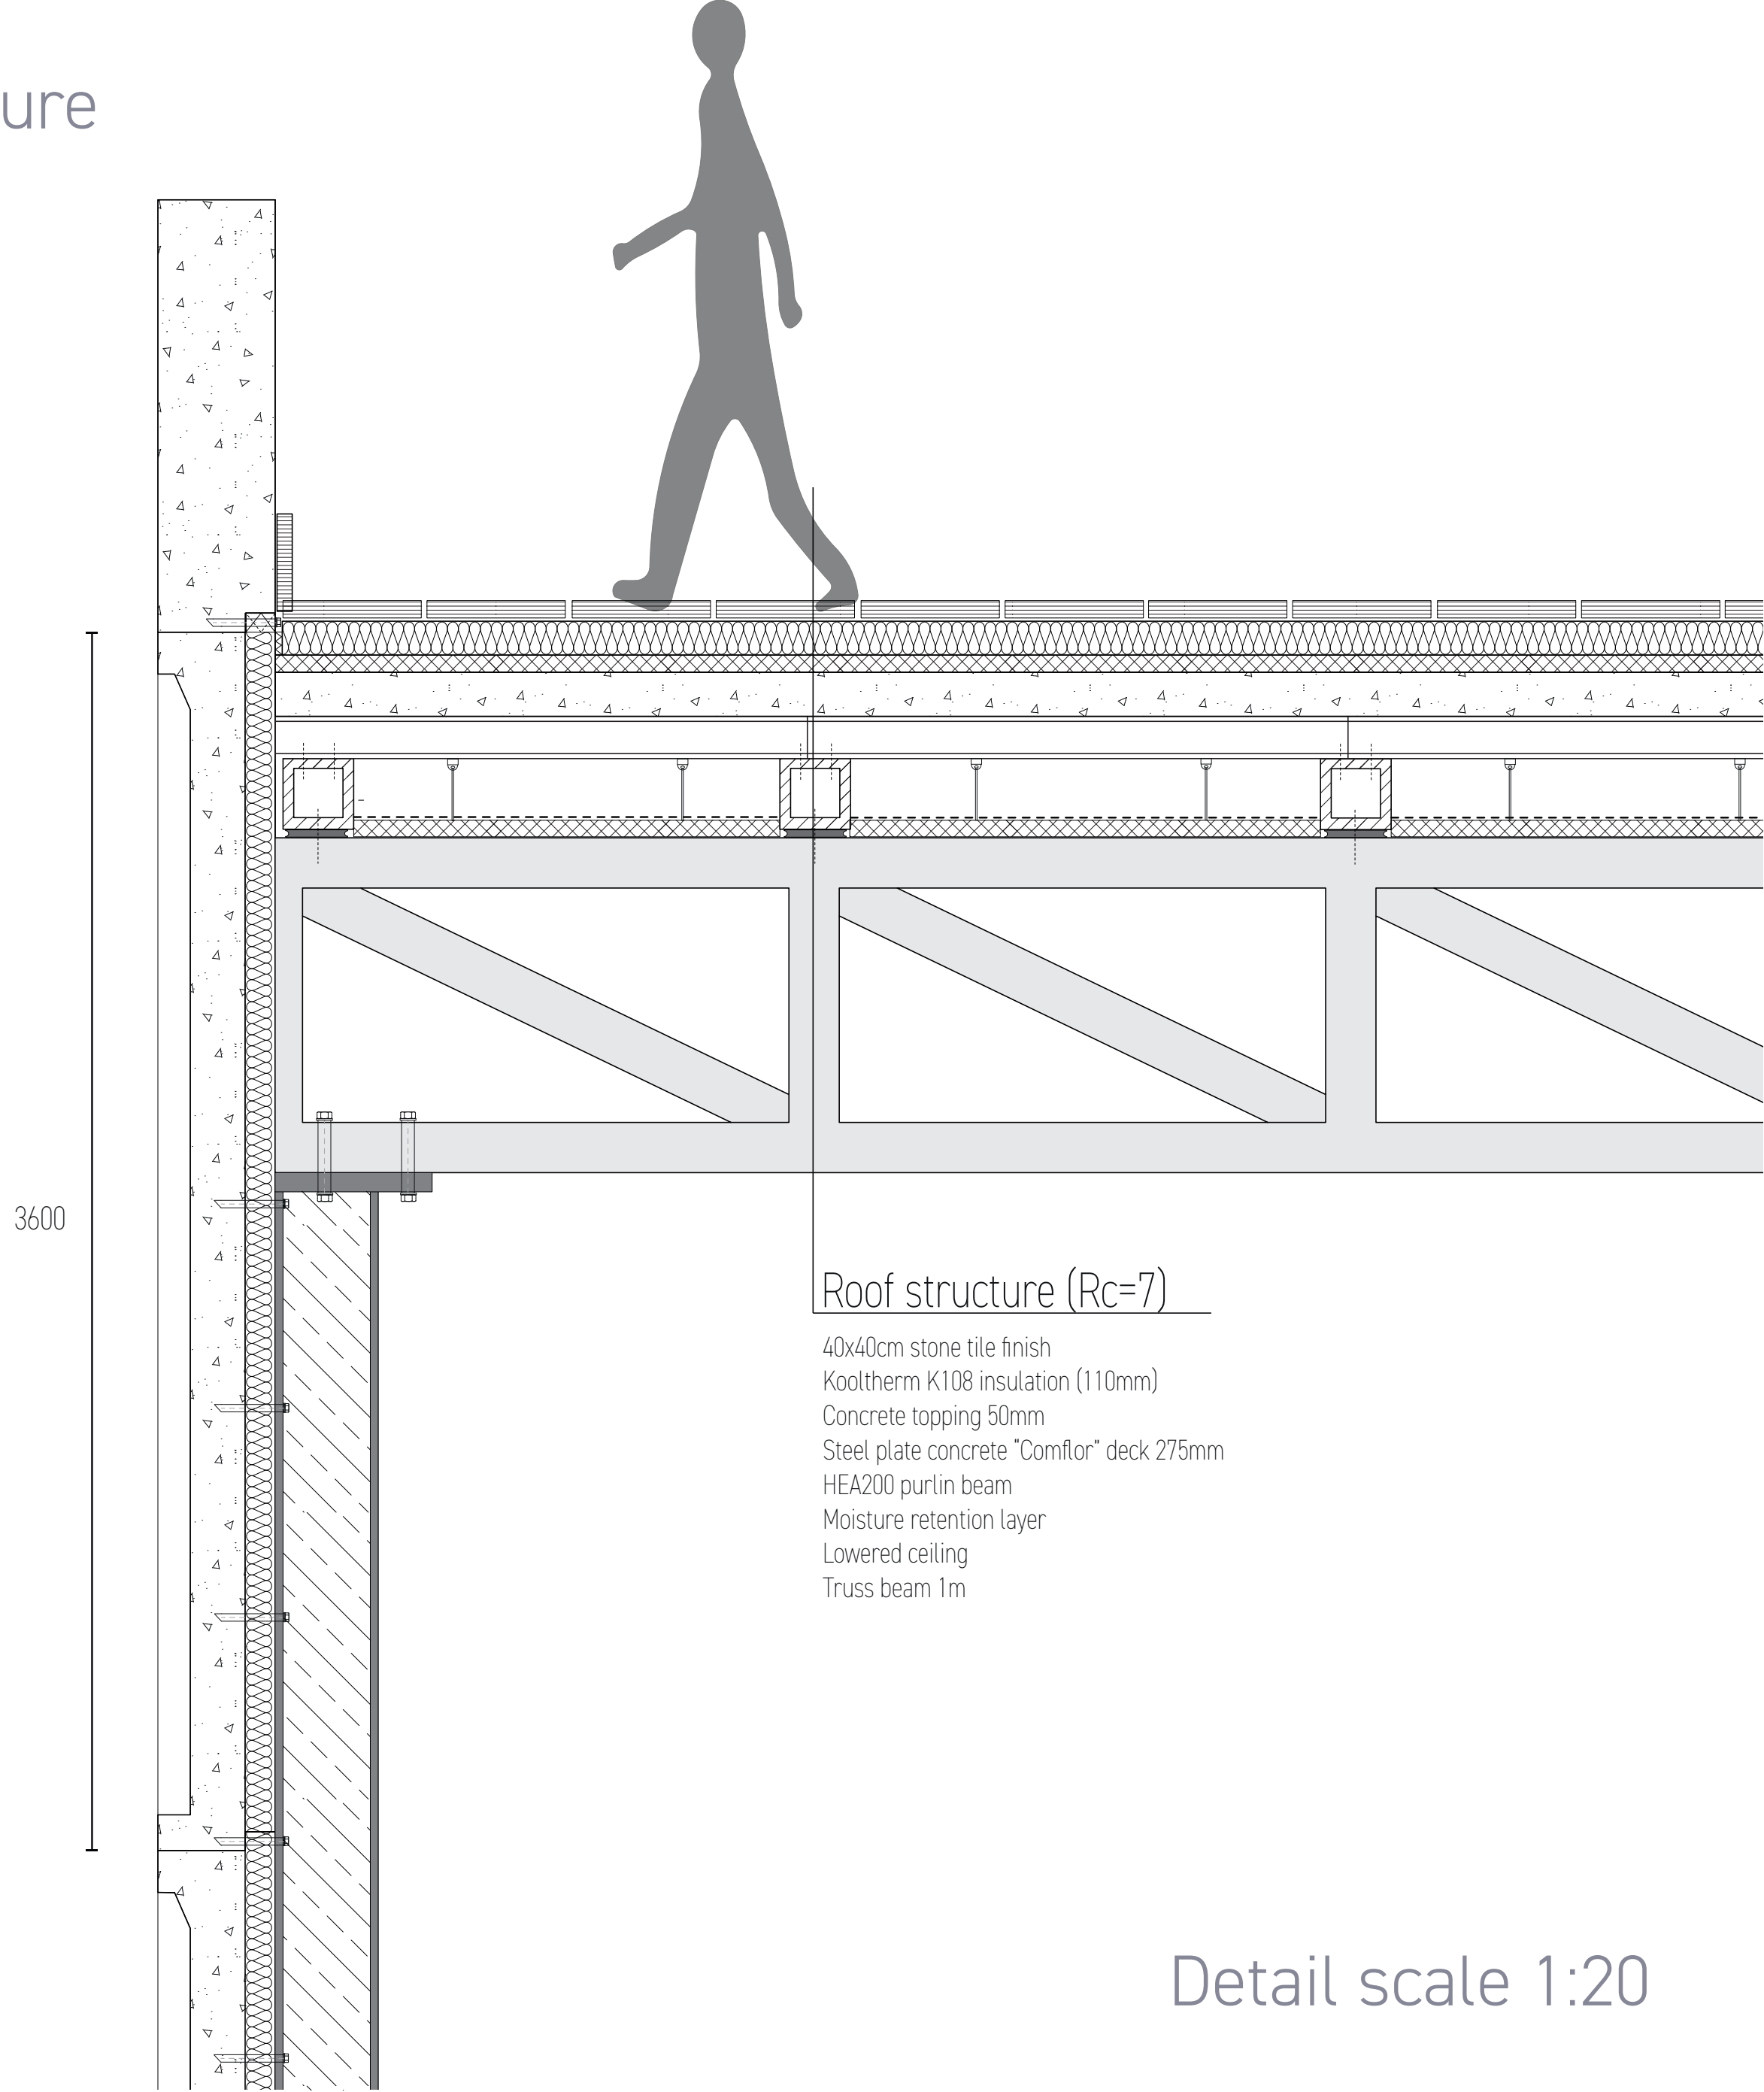 ure
3600
Roof structure (Rc=7)
40x40cm stone tile finish
Kooltherm K108 insulation (110mm)
Concrete topping 50mm
Steel plate concrete "Comflor" deck 275mm
HEA200 purlin beam
Moisture retention layer
Lowered ceiling
Truss beam 1m
Detail scale 1:20